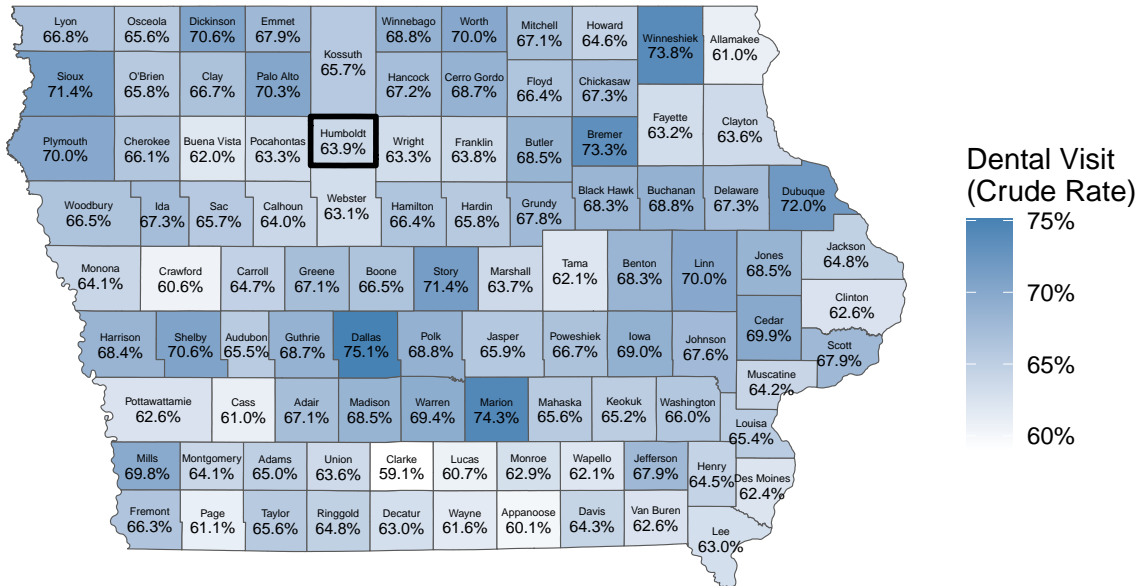 Lyon
66.8%
Osceola
65.6%
Dickinson
70.6%
Emmet
67.9%
Kossuth
65.7%
Winnebago
68.8%
Worth
70.0%
Mitchell
67.1%
Howard
64.6%
Winneshiek
73.8%
Allamakee
61.0%
Sioux
71.4%
O'Brien
65.8%
Clay
66.7%
Palo Alto
70.3%
Hancock
67.2%
Cerro Gordo
68.7%
Floyd
66.4%
Chickasaw
67.3%
Fayette
63.2%
Clayton
63.6%
Plymouth
70.0%
Cherokee
66.1%
Buena Vista
62.0%
Pocahontas
63.3%
Humboldt
63.9%
Wright
63.3%
Franklin
63.8%
Butler
68.5%
Bremer
73.3%
Woodbury
66.5%
Ida
67.3%
Sac
65.7%
Calhoun
64.0%
Webster
63.1%
Hamilton
66.4%
Hardin
65.8%
Grundy
67.8%
Black Hawk
68.3%
Buchanan
68.8%
Delaware
67.3%
Dubuque
72.0%
Monona
64.1%
Crawford
60.6%
Carroll
64.7%
Greene
67.1%
Boone
66.5%
Story
71.4%
Marshall
63.7%
Tama
62.1%
Benton
68.3%
Linn
70.0%
Jones
68.5%
Jackson
64.8%
Clinton
62.6%
Harrison
68.4%
Shelby
70.6%
Audubon
65.5%
Guthrie
68.7%
Dallas
75.1%
Polk
68.8%
Jasper
65.9%
Poweshiek
66.7%
Iowa
69.0%
Johnson
67.6%
Cedar
69.9%
Scott
67.9%
Muscatine
64.2%
Pottawattamie
62.6%
Cass
61.0%
Adair
67.1%
Madison
68.5%
Warren
69.4%
Marion
74.3%
Mahaska
65.6%
Keokuk
65.2%
Washington
66.0%
Louisa
65.4%
Mills
69.8%
Montgomery
64.1%
Adams
65.0%
Union
63.6%
Clarke
59.1%
Lucas
60.7%
Monroe
62.9%
Wapello
62.1%
Jefferson
67.9%
Henry
64.5%
Des Moines
62.4%
Fremont
66.3%
Page
61.1%
Taylor
65.6%
Ringgold
64.8%
Decatur
63.0%
Wayne
61.6%
Appanoose
60.1%
Davis
64.3%
Van Buren
62.6%
Lee
63.0%
Dental Visit
(Crude Rate)
75%
70%
65%
60%